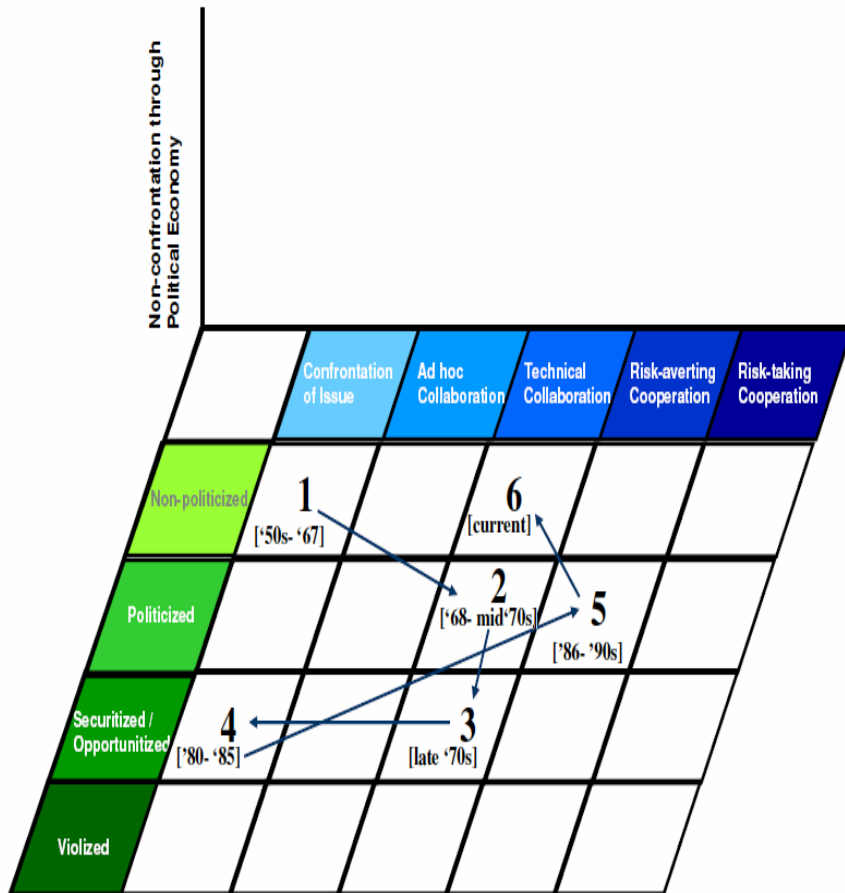 Non-confrontation through
Political Economy
Confrontation
of Issue
Ad hoc
Collaboration
Technical
Collaboration
Risk-averting
Cooperation
Risk-taking
Cooperation
Non-politicized
1
[‘50s- ‘67]
6
[current]
Politicized
2
[‘68- mid‘70s]
5
[’86- ’90s]
Securitized /
Opportunitized
4
[’80- ‘85]
3
[late ‘70s]
Violized